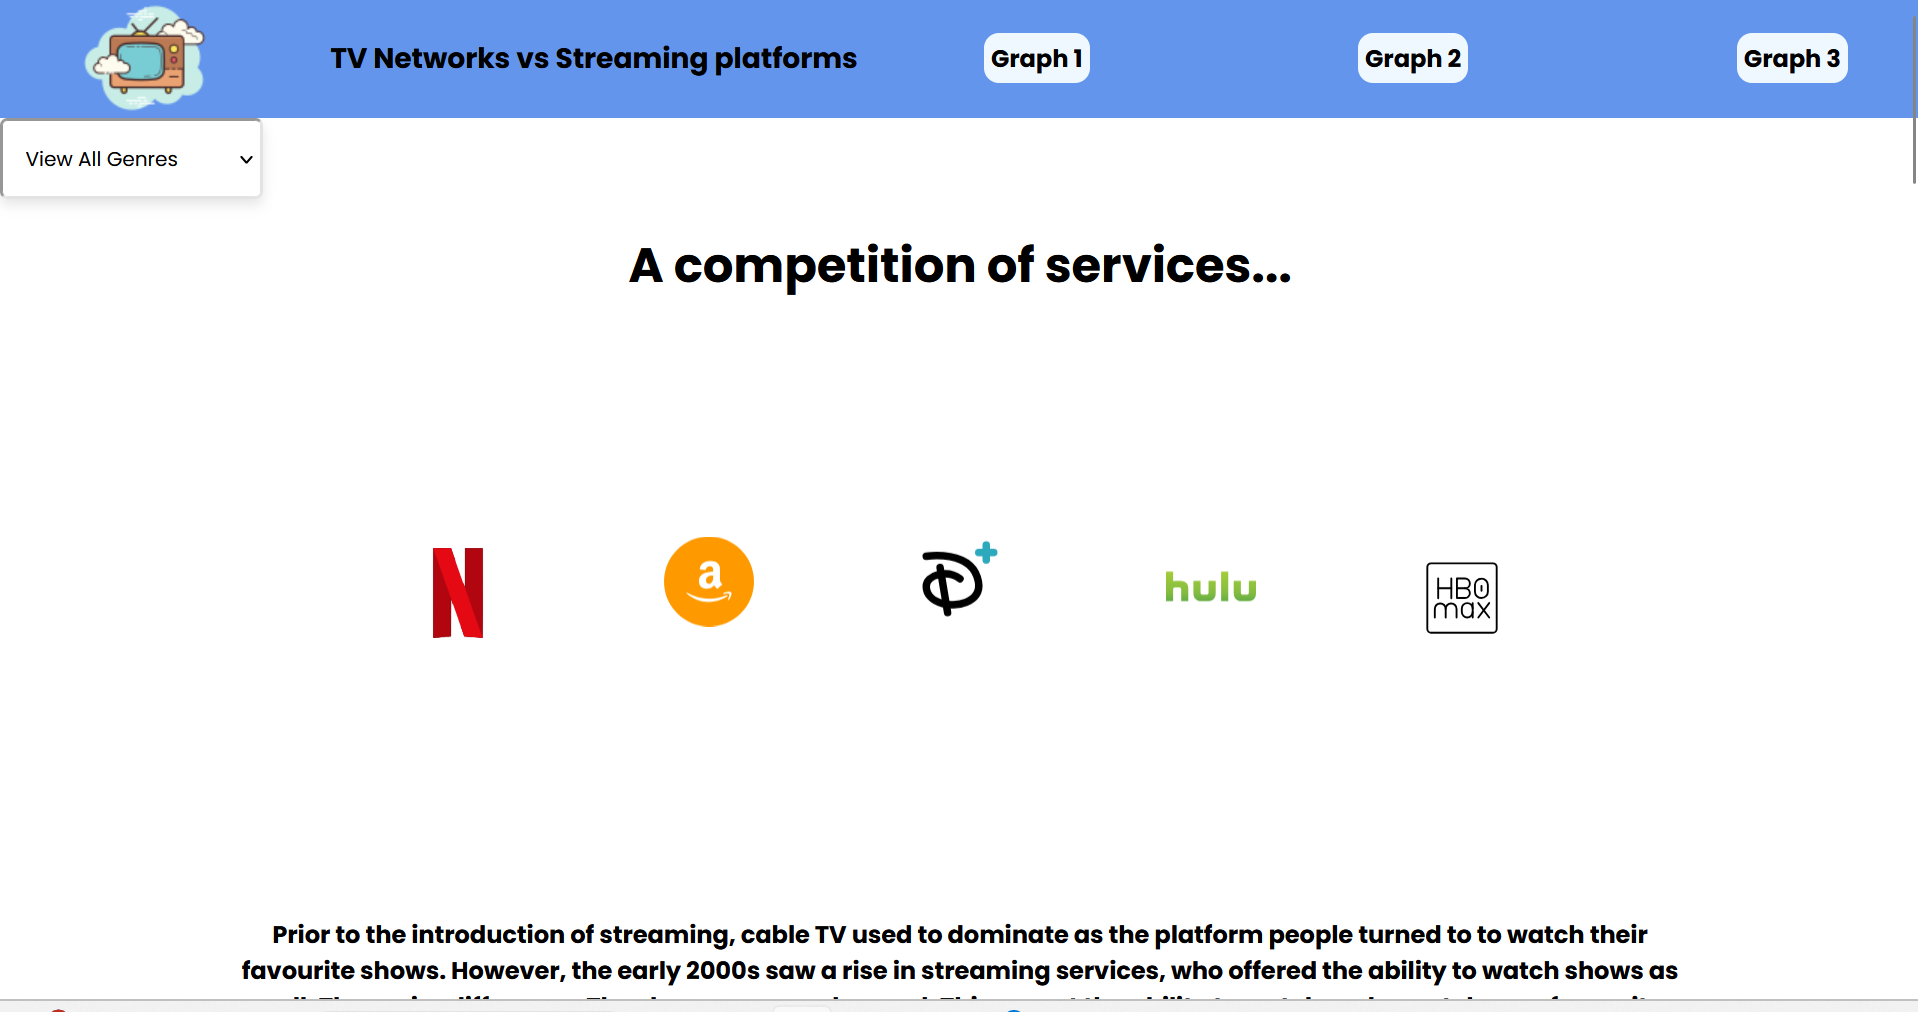 TV Networks vs Streaming platforms
Graph 1
Graph 2
Graph 3
View All Genres
A competition of services...
a
hulu
HBO
max
Prior to the introduction of streaming, cable TV used to dominate as the platform people turned to to watch their
favourite shows. However, the early 2000s saw a rise in streaming services, who offered the ability to watch shows as